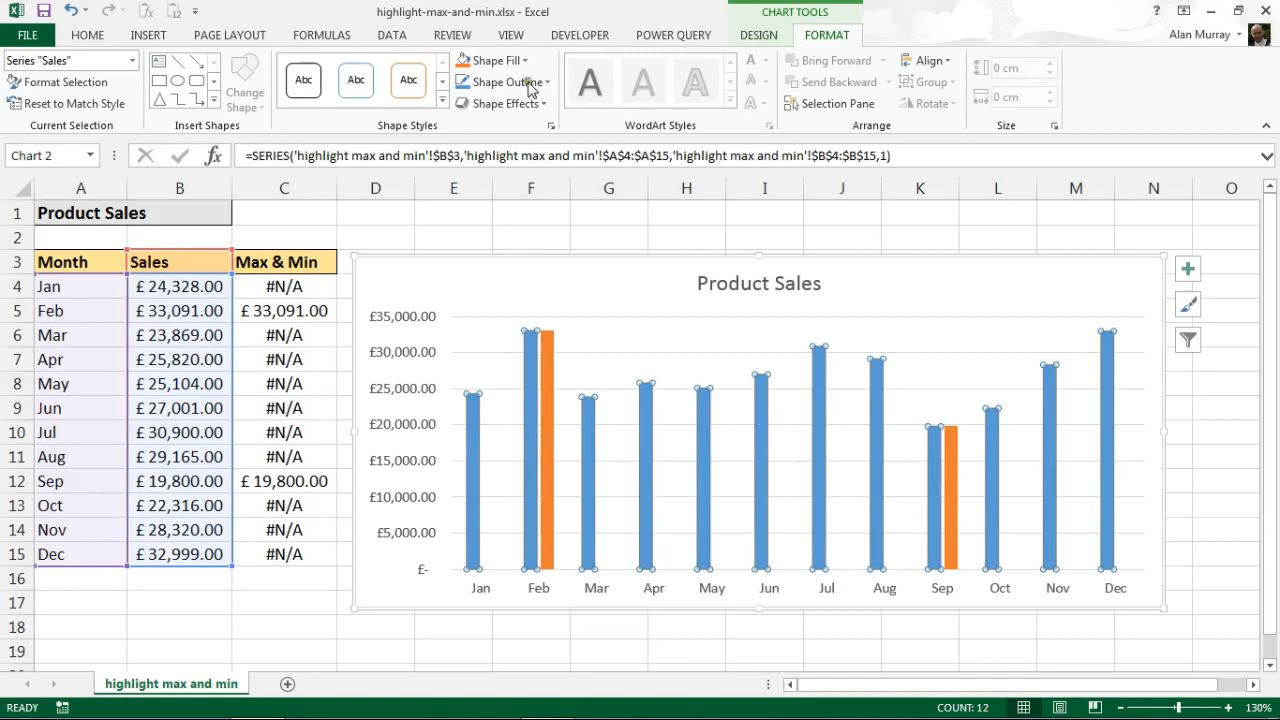 highlight-max-and-min.xlsx - Excel
CHART TOOLS
?
FILE HOME INSERT PAGE LAYOUT FORMULAS DATA REVIEW VIEW DEVELOPER POWER QUERY DESIGN FORMAT Alan Murray
Series "Sales"
Format Selection
Reset to Match Style
Current Selection
Change Shape
Insert Shapes
Abc Abc Abc
Shape Fill
Shape Outline
Shape Effects
Shape Styles
A A A
A
A
A
WordArt Styles
Bring Forward
Send Backward
Selection Pane
Align
Group
Rotate
Arrange
0 cm
0 cm
Size
Chart 2 fx =SERIES('highlight max and min'!$B$3,'highlight max and min'!$A$4:$A$15,'highlight max and min'!$B$4:$B$15,1)
A B C D E F G H I J K L M N O
1 Product Sales
2
3 Month Sales Max & Min
4 Jan £ 24,328.00 #N/A
5 Feb £ 33,091.00 £ 33,091.00
6 Mar £ 23,869.00 #N/A
7 Apr £ 25,820.00 #N/A
8 May £ 25,104.00 #N/A
9 Jun £ 27,001.00 #N/A
10 Jul £ 30,900.00 #N/A
11 Aug £ 29,165.00 #N/A
12 Sep £ 19,800.00 £ 19,800.00
13 Oct £ 22,316.00 #N/A
14 Nov £ 28,320.00 #N/A
15 Dec £ 32,999.00 #N/A
16
17
18
19
Product Sales
£35,000.00
£30,000.00
£25,000.00
£20,000.00
£15,000.00
£10,000.00
£5,000.00
£-
Jan Feb Mar Apr May Jun Jul Aug Sep Oct Nov Dec
highlight max and min
READY COUNT: 12 130%